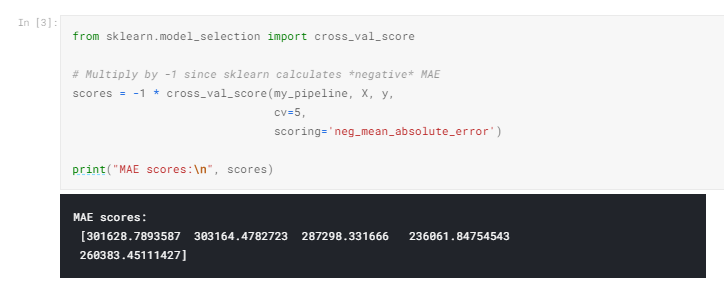 In [3]:
from sklearn.model_selection import cross_val_score
# Multiply by -1 since sklearn calculates *negative* MAE
scores = -1 * cross_val_score(my_pipeline, X, y,
                              cv=5,
                              scoring='neg_mean_absolute_error')
print("MAE scores:\n", scores)
MAE scores:
 [301628.7893587  303164.4782723  287298.331666   236061.84754543
 260383.45111427]